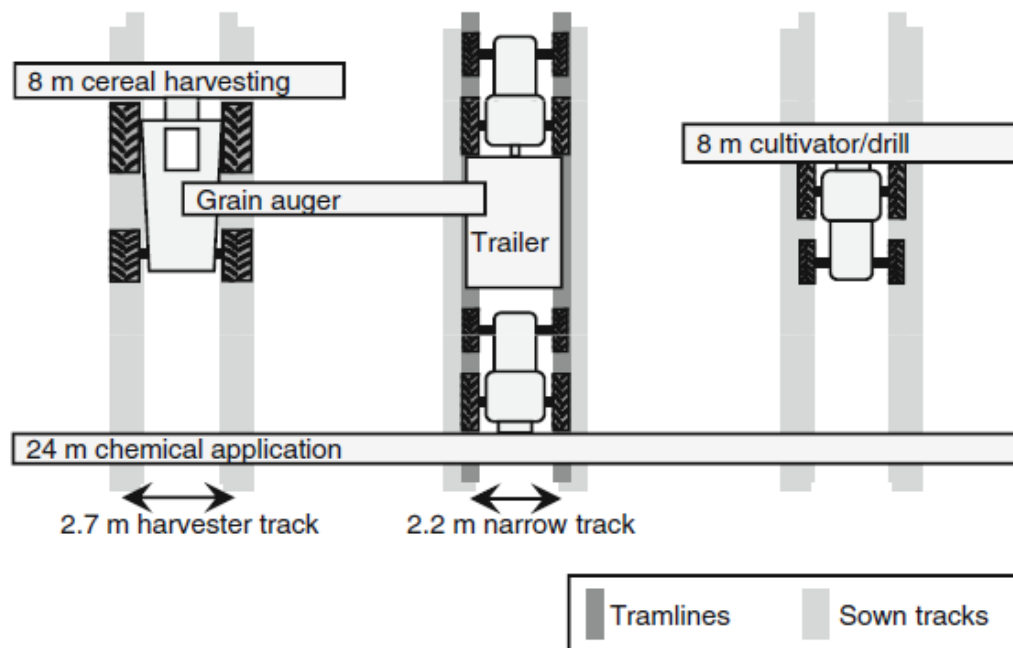 8 m cereal harvesting
8 m cultivator/drill
Grain auger
Trailer
24 m chemical application
2.7 m harvester track
2.2 m narrow track
Tramlines
Sown tracks